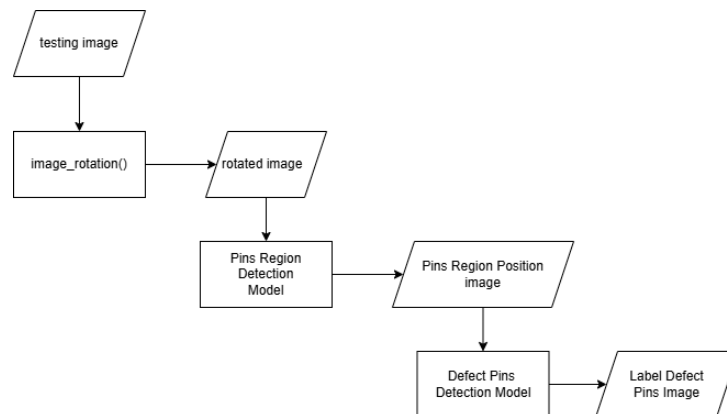 testing image
image_rotation()
rotated image
Pins Region
Detection
Model
Pins Region Position
image
Defect Pins
Detection Model
Label Defect
Pins Image